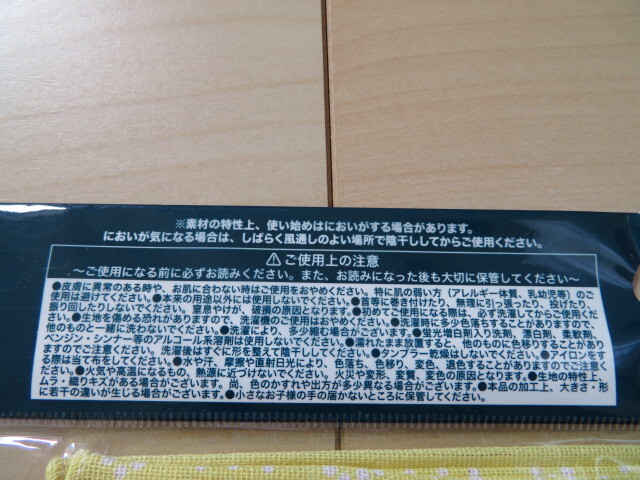 ※素材の特性上、使い始めはにおいがする場合があります。
においが気になる場合は、しばらく風通しのよい場所で陰干ししてからご使用ください。
⚠ご使用上の注意
～ご使用になる前に必ずお読みください。また、お読みになった後も大切に保管してください～
●皮膚に異常のある時や、お肌に合わない時はご使用をおやめください。特に肌の弱い方（アレルギー体質、乳幼児等）のご
使用は避けてください。●本来の用途以外には使用しないでください。●首等に巻き付けたり、無理に引っ張ったり、投げたり、
振り回したりしないでください。窒息やけが、破損の原因となります。●初めてご使用になる際は、必ず洗濯してからご使用くだ
さい。●生地を傷める恐れがありますので、洗濯機のご使用はおやめください。●洗濯時に多少色落ちすることがありますので、
他のものと一緒に洗わないでください。●洗濯により、多少縮む場合がございます。●蛍光増白剤入り洗剤、漂白剤、柔軟剤、
ベンジン・シンナー等のアルコール系溶剤は使用しないでください。●濡れたまま放置すると、他のものに色移りすることがあり
ますのでご注意ください。洗濯後はすぐに形を整えて陰干ししてください。●タンブラー乾燥はしないでください。●アイロンをす
る際は当て布をしてください。●水や汗、摩擦や直射日光により、色落ち、色移り、変色、退色することがありますのでご注意く
ださい。●火気や高温になるもの、熱源に近づけないでください。火災や変形、変質、変色の原因となります。●生地の特性上、
ムラ・織りキズがある場合がございます。尚、色のかすれや出方が多少異なる場合がございます。●本品の加工上、大きさ・形
に若干の違いが生じる場合がございます。●小さなお子様の手の届かないところに保管してください。